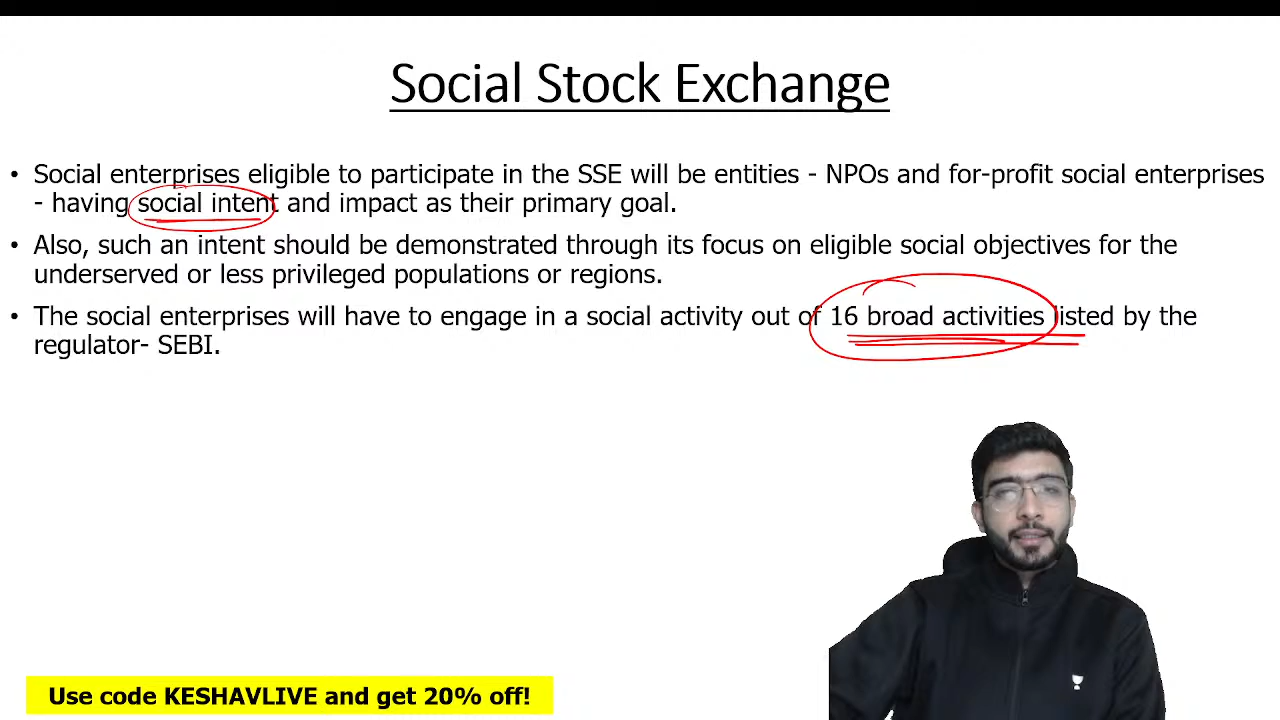 Social Stock Exchange
• Social enterprises eligible to participate in the SSE will be entities - NPOs and for-profit social enterprises
- having social intent and impact as their primary goal.
• Also, such an intent should be demonstrated through its focus on eligible social objectives for the
underserved or less privileged populations or regions.
• The social enterprises will have to engage in a social activity out of 16 broad activities listed by the
regulator- SEBI.
Use code KESHAVLIVE and get 20% off!